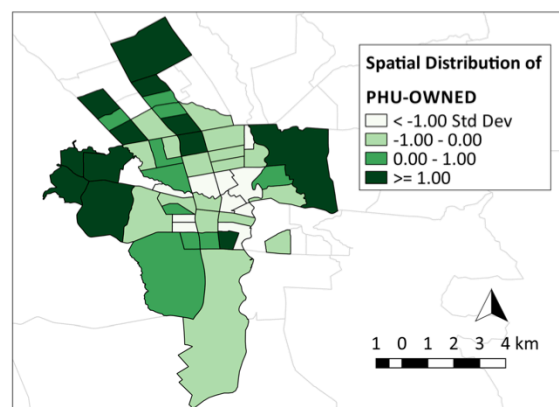 Spatial Distribution of
PHU-OWNED
< -1.00 Std Dev
-1.00 - 0.00
0.00 - 1.00
>= 1.00
1 0 1 2 3 4 km